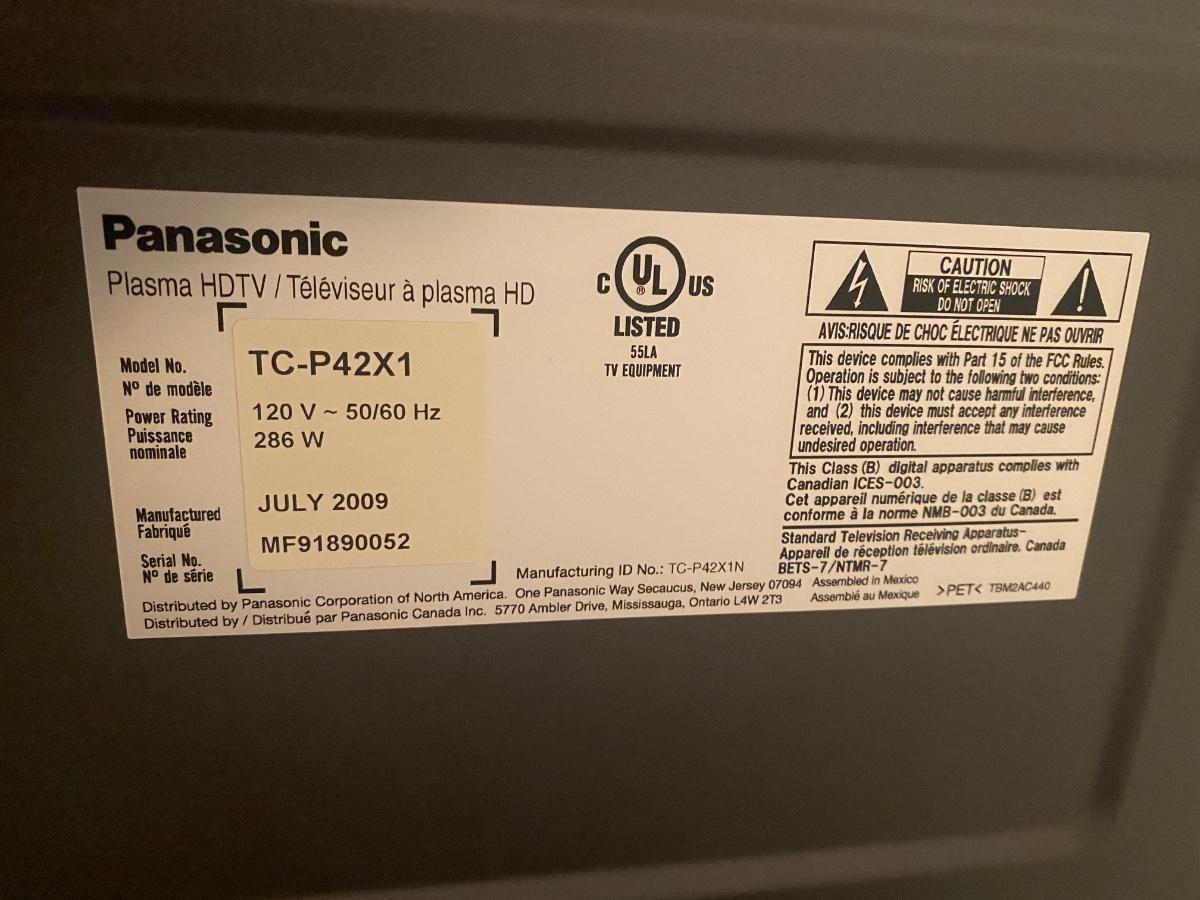 Panasonic
Plasma HDTV / Téléviseur à plasma HD
Model No.
Nº de modèle
TC-P42X1
Power Rating
Puissance
nominale
120 V ~ 50/60 Hz
286 W
Manufactured
Fabriqué
JULY 2009
Serial No.
Nº de série
MF91890052
C UL ® US
LISTED
55LA
TV EQUIPMENT
CAUTION
RISK OF ELECTRIC SHOCK
DO NOT OPEN
AVIS:RISQUE DE CHOC ÉLECTRIQUE NE PAS OUVRIR
This device complies with Part 15 of the FCC Rules.
Operation is subject to the following two conditions:
(1) This device may not cause harmful interference,
and (2) this device must accept any interference
received, including interference that may cause
undesired operation.
This Class (B) digital apparatus complies with
Canadian ICES-003.
Cet appareil numérique de la classe (B) est
conforme à la norme NMB-003 du Canada.
Standard Television Receiving Apparatus-
Appareil de réception télévision ordinaire, Canada
BETS-7/NTMR-7
Manufacturing ID No.: TC-P42X1N
Distributed by Panasonic Corporation of North America. One Panasonic Way Secaucus, New Jersey 07094
Distributed by / Distribué par Panasonic Canada Inc. 5770 Ambler Drive, Mississauga, Ontario L4W 2T3
Assembled in Mexico
Assemblé au Mexique
>PET< TBM2AC440